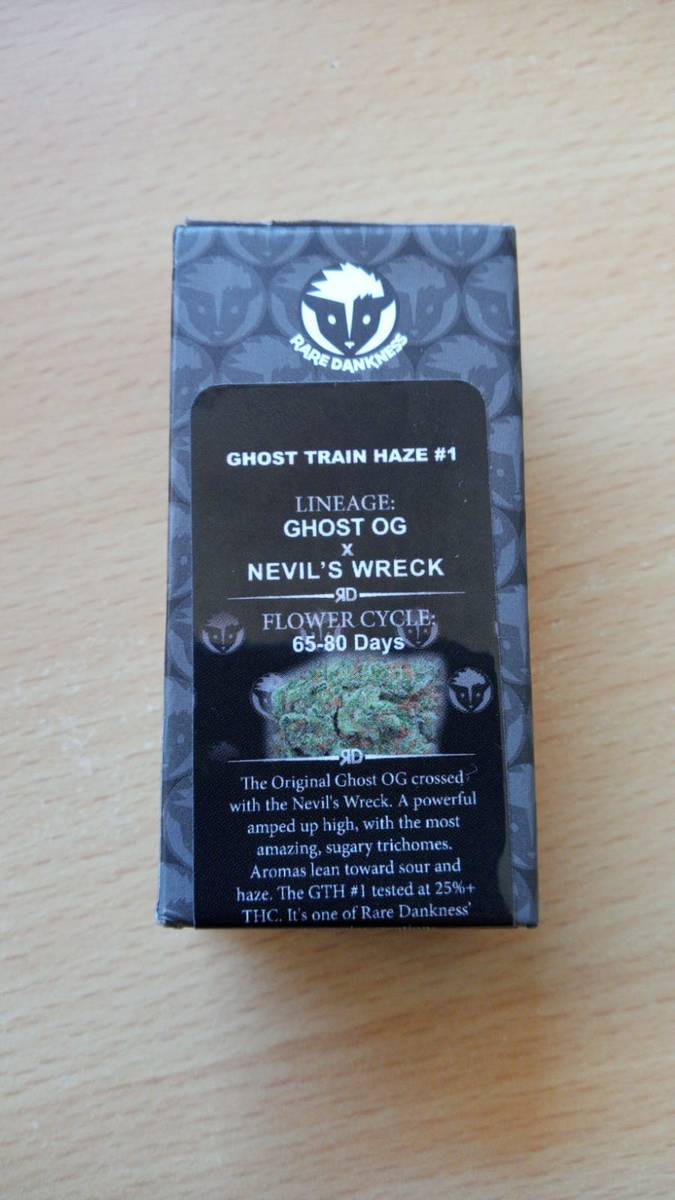 RARE DANKNESS
GHOST TRAIN HAZE #1
LINEAGE:
GHOST OG
X
NEVIL'S WRECK
RD
FLOWER CYCLE:
65-80 Days
RD
The Original Ghost OG crossed
with the Nevil's Wreck. A powerful
amped up high, with the most
amazing, sugary trichomes.
Aromas lean toward sour and
haze. The GTH #1 tested at 25%+
THC. It's one of Rare Dankness'